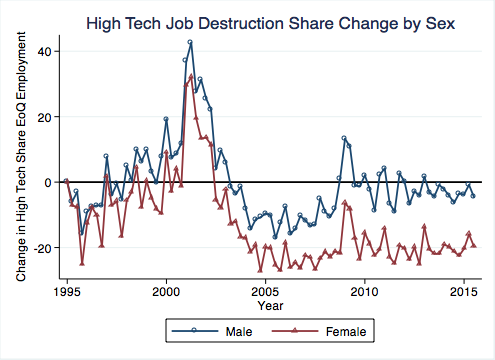 High Tech Job Destruction Share Change by Sex
Change in High Tech Share EoQ Employment
40
20
0
-20
1995
2000
2005
2010
2015
Year
Male
Female